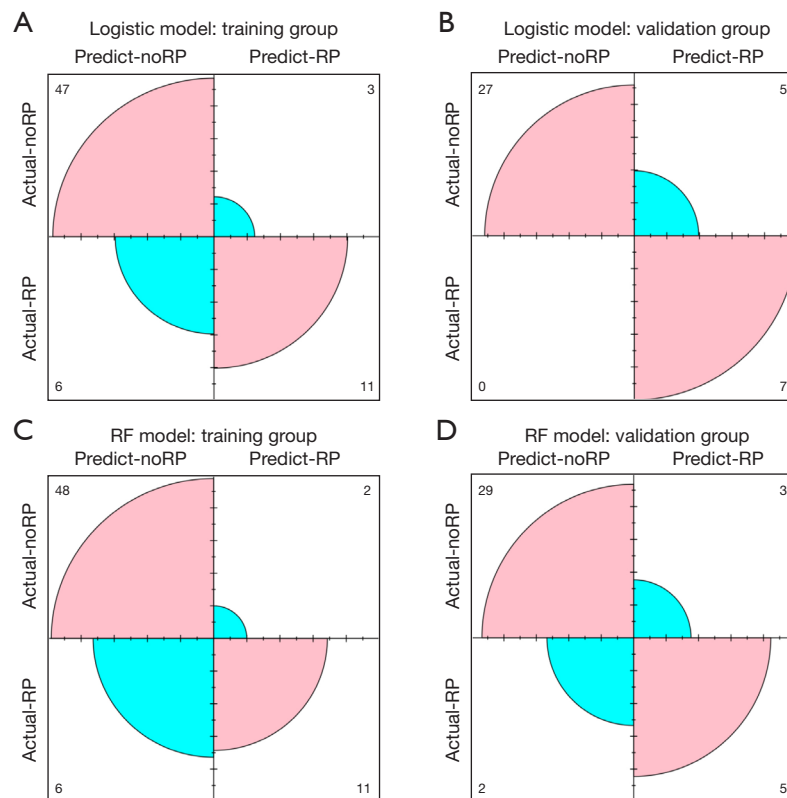 A
Logistic model: training group
Predict-noRP Predict-RP
47 3
Actual-noRP
Actual-RP
6 11
B
Logistic model: validation group
Predict-noRP Predict-RP
27 5
Actual-noRP
Actual-RP
0 7
C
RF model: training group
Predict-noRP Predict-RP
48 2
Actual-noRP
Actual-RP
6 11
D
RF model: validation group
Predict-noRP Predict-RP
29 3
Actual-noRP
Actual-RP
2 5